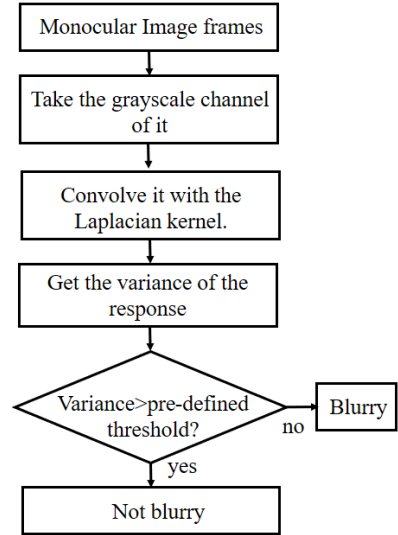 Monocular Image frames
Take the grayscale channel
of it
Convolve it with the
Laplacian kernel.
Get the variance of the
response
Variance>pre-defined
threshold?
Blurry
no
yes
Not blurry